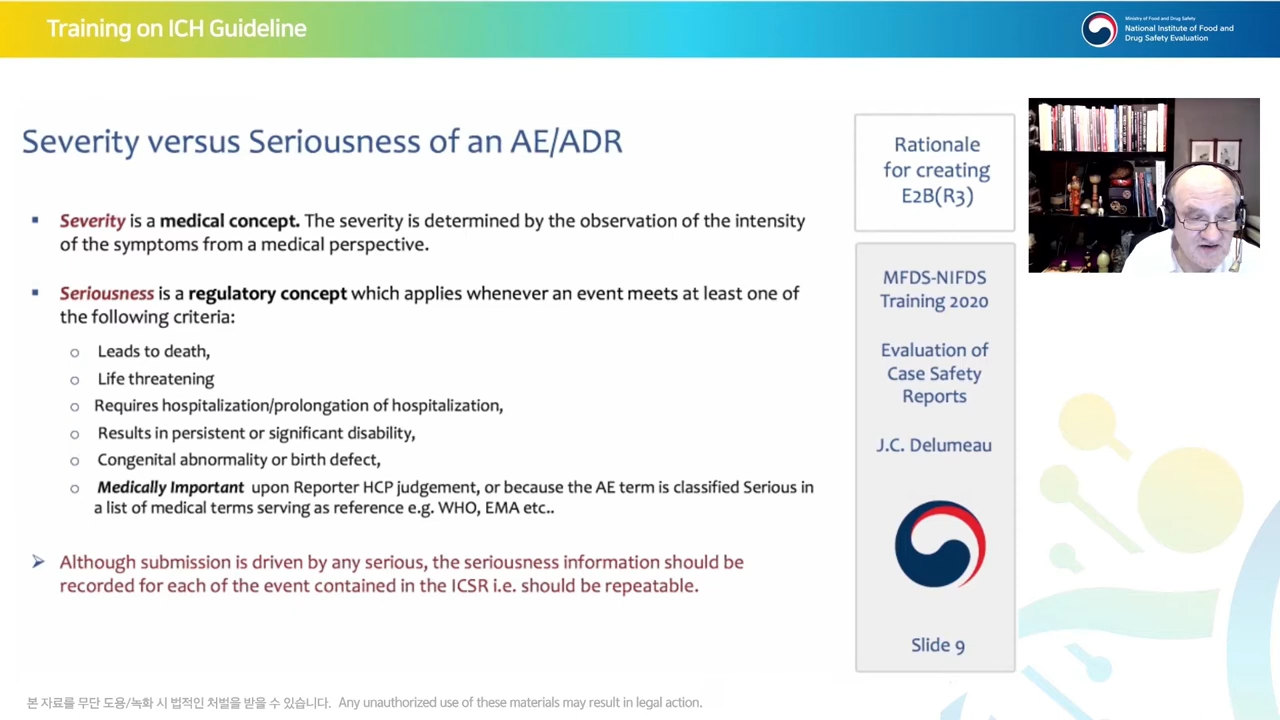 Training on ICH Guideline
Ministry of Food and Drug Safety
National Institute of Food and
Drug Safety Evaluation
Severity versus Seriousness of an AE/ADR
▪ Severity is a medical concept. The severity is determined by the observation of the intensity
of the symptoms from a medical perspective.
▪ Seriousness is a regulatory concept which applies whenever an event meets at least one of
the following criteria:
o Leads to death,
o Life threatening
o Requires hospitalization/prolongation of hospitalization,
o Results in persistent or significant disability,
o Congenital abnormality or birth defect,
o Medically Important upon Reporter HCP judgement, or because the AE term is classified Serious in
a list of medical terms serving as reference e.g. WHO, EMA etc..
➢ Although submission is driven by any serious, the seriousness information should be
recorded for each of the event contained in the ICSR i.e. should be repeatable.
Rationale
for creating
E2B(R3)
MFDS-NIFDS
Training 2020
Evaluation of
Case Safety
Reports
J.C. Delumeau
Slide 9
본 자료를 무단 도용/녹화 시 법적인 처벌을 받을 수 있습니다. Any unauthorized use of these materials may result in legal action.